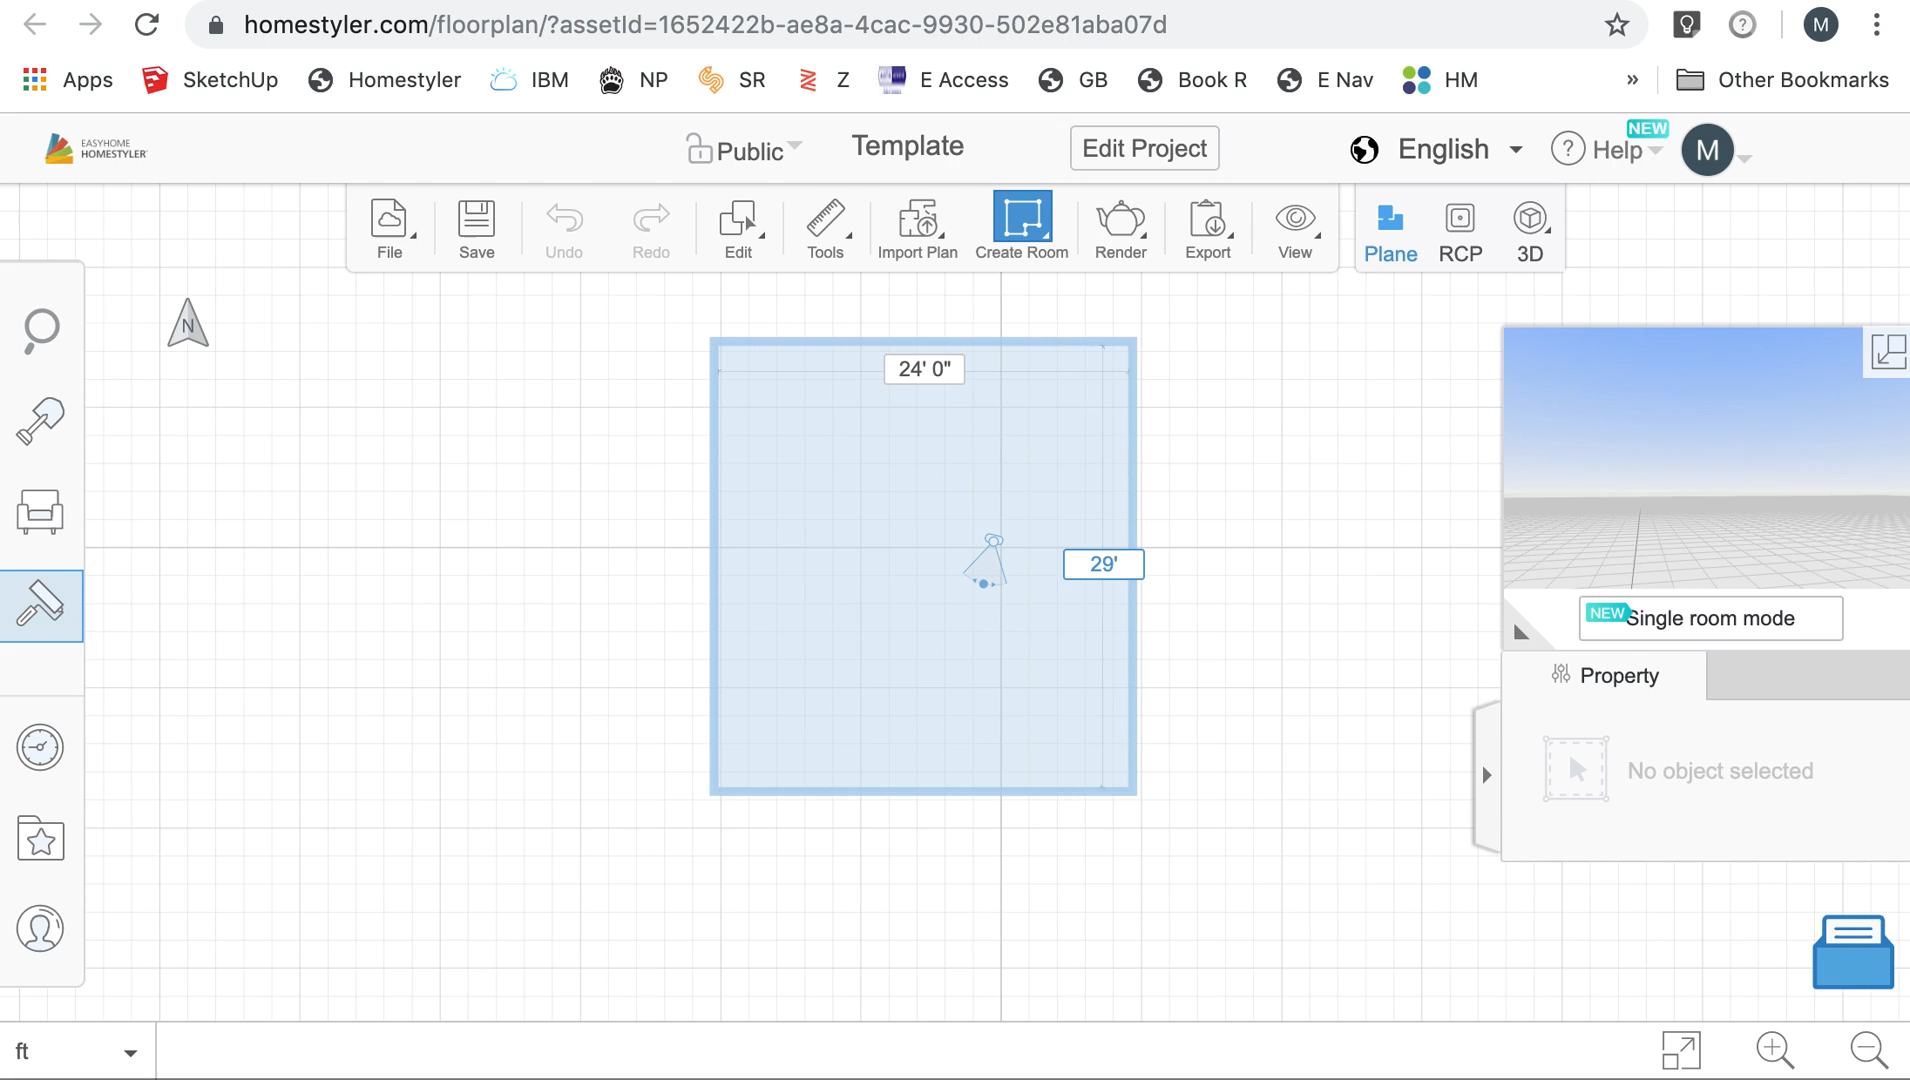 homestyler.com/floorplan/?assetId=1652422b-ae8a-4cac-9930-502e81aba07d
M
Apps SketchUp Homestyler IBM NP SR Z E Access GB Book R E Nav HM » Other Bookmarks
EASYHOME
HOMESTYLER
Public Template Edit Project English ? Help NEW M
File Save Undo Redo Edit Tools Import Plan Create Room Render Export View Plane RCP 3D
N
24' 0"
29'
NEW Single room mode
Property
No object selected
ft